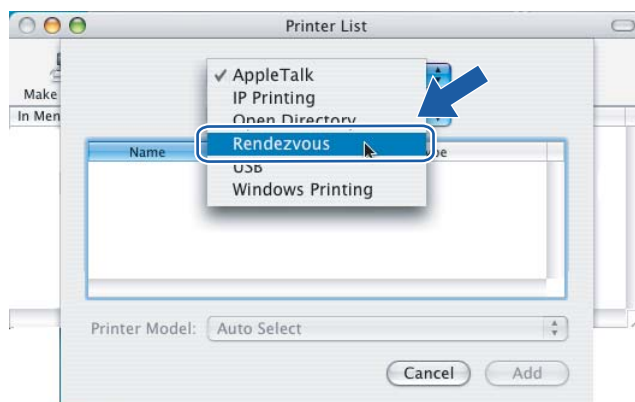 Printer List
Make
In Men
✓ AppleTalk
IP Printing
Open Directory
Rendezvous
USB
Windows Printing
Name
Printer Model: Auto Select
Cancel Add